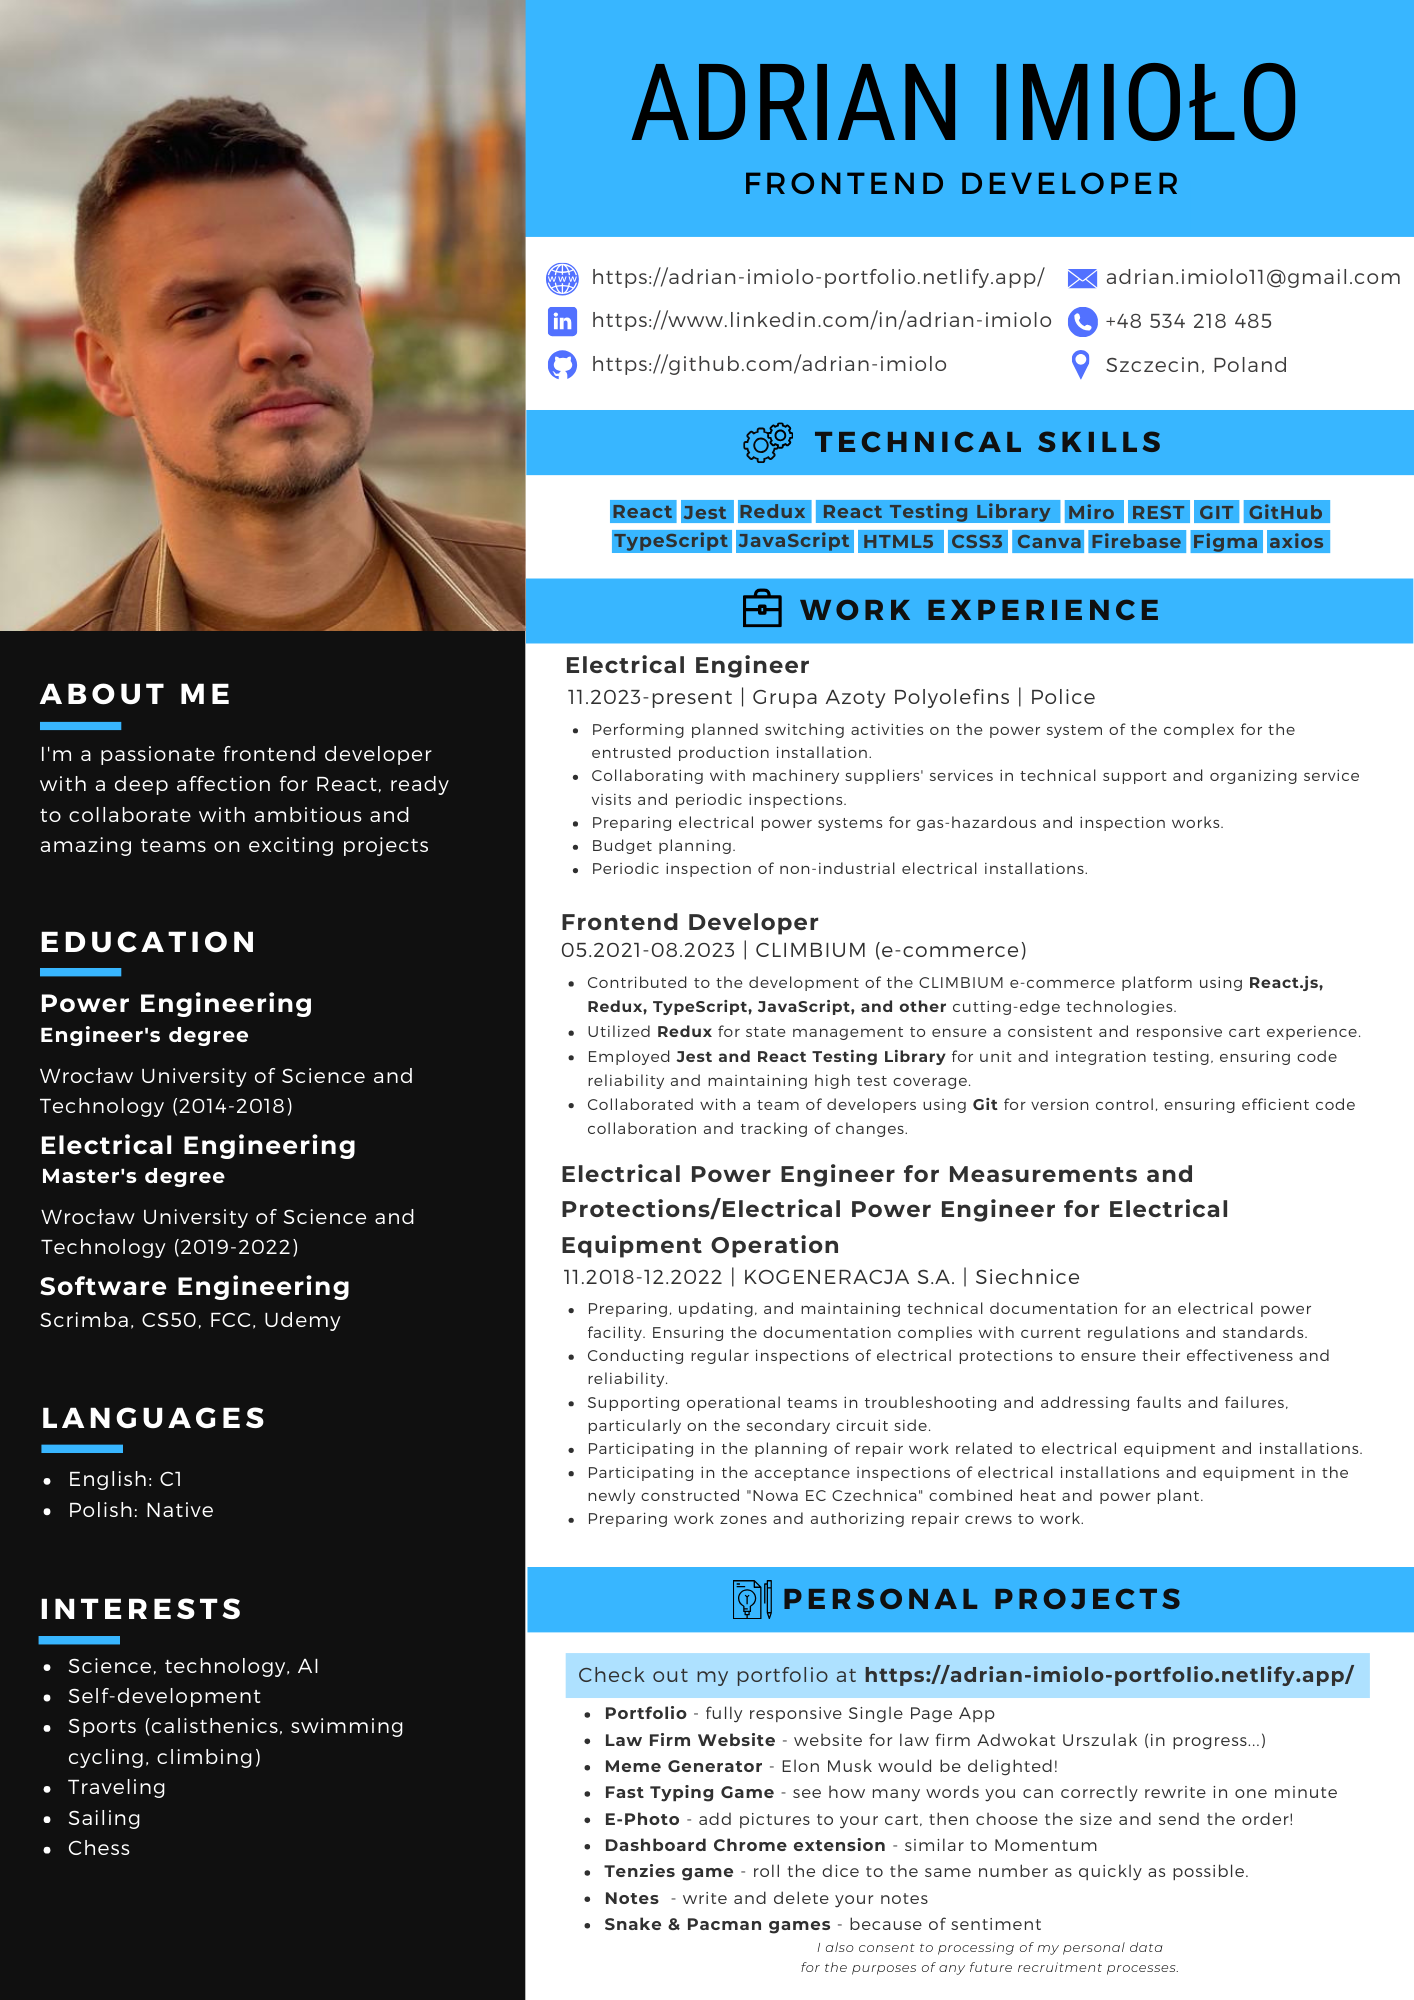 ADRIAN IMIOŁO
FRONTEND DEVELOPER
https://adrian-imiolo-portfolio.netlify.app/
adrian.imiolo11@gmail.com
https://www.linkedin.com/in/adrian-imiolo
+48 534 218 485
https://github.com/adrian-imiolo
Szczecin, Poland
TECHNICAL SKILLS
React Jest Redux React Testing Library Miro REST GIT GitHub
TypeScript JavaScript HTML5 CSS3 Canva Firebase Figma axios
WORK EXPERIENCE
Electrical Engineer
11.2023-present | Grupa Azoty Polyolefins | Police
• Performing planned switching activities on the power system of the complex for the
entrusted production installation.
• Collaborating with machinery suppliers' services in technical support and organizing service
visits and periodic inspections.
• Preparing electrical power systems for gas-hazardous and inspection works.
• Budget planning.
• Periodic inspection of non-industrial electrical installations.
Frontend Developer
05.2021-08.2023 | CLIMBIUM (e-commerce)
• Contributed to the development of the CLIMBIUM e-commerce platform using React.js,
Redux, TypeScript, JavaScript, and other cutting-edge technologies.
• Utilized Redux for state management to ensure a consistent and responsive cart experience.
• Employed Jest and React Testing Library for unit and integration testing, ensuring code
reliability and maintaining high test coverage.
• Collaborated with a team of developers using Git for version control, ensuring efficient code
collaboration and tracking of changes.
Electrical Power Engineer for Measurements and
Protections/Electrical Power Engineer for Electrical
Equipment Operation
11.2018-12.2022 | KOGENERACJA S.A. | Siechnice
• Preparing, updating, and maintaining technical documentation for an electrical power
facility. Ensuring the documentation complies with current regulations and standards.
• Conducting regular inspections of electrical protections to ensure their effectiveness and
reliability.
• Supporting operational teams in troubleshooting and addressing faults and failures,
particularly on the secondary circuit side.
• Participating in the planning of repair work related to electrical equipment and installations.
• Participating in the acceptance inspections of electrical installations and equipment in the
newly constructed "Nowa EC Czechnica" combined heat and power plant.
• Preparing work zones and authorizing repair crews to work.
PERSONAL PROJECTS
Check out my portfolio at https://adrian-imiolo-portfolio.netlify.app/
• Portfolio - fully responsive Single Page App
• Law Firm Website - website for law firm Adwokat Urszulak (in progress...)
• Meme Generator - Elon Musk would be delighted!
• Fast Typing Game - see how many words you can correctly rewrite in one minute
• E-Photo - add pictures to your cart, then choose the size and send the order!
• Dashboard Chrome extension - similar to Momentum
• Tenzies game - roll the dice to the same number as quickly as possible.
• Notes - write and delete your notes
• Snake & Pacman games - because of sentiment
I also consent to processing of my personal data
for the purposes of any future recruitment processes.
ABOUT ME
I'm a passionate frontend developer
with a deep affection for React, ready
to collaborate with ambitious and
amazing teams on exciting projects
EDUCATION
Power Engineering
Engineer's degree
Wrocław University of Science and
Technology (2014-2018)
Electrical Engineering
Master's degree
Wrocław University of Science and
Technology (2019-2022)
Software Engineering
Scrimba, CS50, FCC, Udemy
LANGUAGES
• English: C1
• Polish: Native
INTERESTS
• Science, technology, AI
• Self-development
• Sports (calisthenics, swimming
cycling, climbing)
• Traveling
• Sailing
• Chess